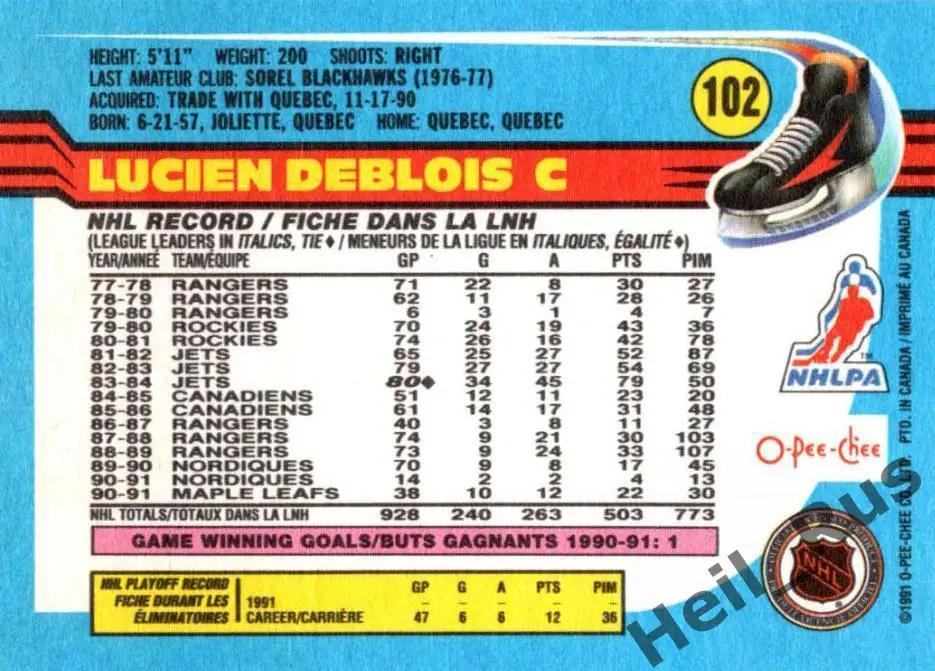 HEIGHT: 5'11" WEIGHT: 200 SHOOTS: RIGHT
LAST AMATEUR CLUB: SOREL BLACKHAWKS (1976-77)
ACQUIRED: TRADE WITH QUEBEC, 11-17-90
BORN: 6-21-57, JOLIETTE, QUEBEC HOME: QUEBEC, QUEBEC
102
LUCIEN DEBLOIS C
NHL RECORD / FICHE DANS LA LNH
(LEAGUE LEADERS IN ITALICS, TIE♦ / MENEURS DE LA LIGUE EN ITALIQUES, ÉGALITÉ♦)
YEAR/ANNÉE TEAM/ÉQUIPE GP G A PTS PIM
77-78 RANGERS 71 22 8 30 27
78-79 RANGERS 62 11 17 28 26
79-80 RANGERS 6 3 1 4 7
79-80 ROCKIES 70 24 19 43 36
80-81 ROCKIES 74 26 16 42 78
81-82 JETS 65 25 27 52 87
82-83 JETS 79 27 27 54 69
83-84 JETS 80♦ 34 45 79 50
84-85 CANADIENS 51 12 11 23 20
85-86 CANADIENS 61 14 17 31 48
86-87 RANGERS 40 3 8 11 27
87-88 RANGERS 74 9 21 30 103
88-89 RANGERS 73 9 24 33 107
89-90 NORDIQUES 70 9 8 17 45
90-91 NORDIQUES 14 2 2 4 13
90-91 MAPLE LEAFS 38 10 12 22 30
NHL TOTALS/TOTAUX DANS LA LNH 928 240 263 503 773
GAME WINNING GOALS/BUTS GAGNANTS 1990-91: 1
NHL PLAYOFF RECORD GP G A PTS PIM
FICHE DURANT LES 1991 – – – – –
ÉLIMINATOIRES CAREER/CARRIÈRE 47 6 6 12 36
TM
NHLPA
O-Pee-Chee
NHL
©1991 O-PEE-CHEE CO. LTD. PTD. IN CANADA / IMPRIMÉ AU CANADA
Heil_Rus